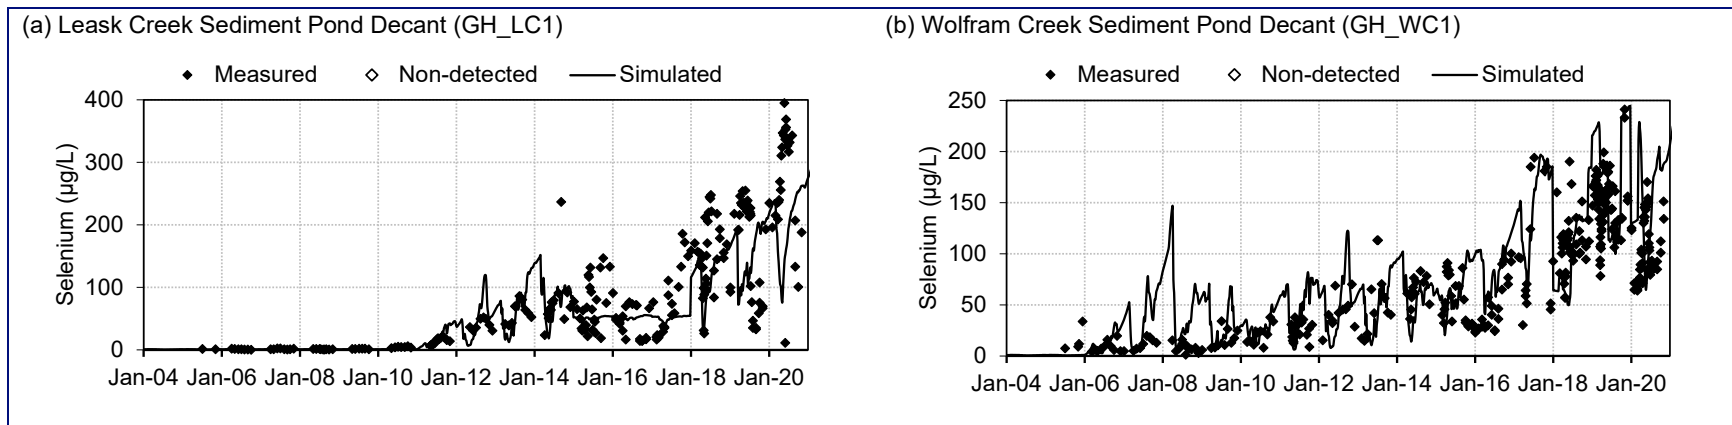 (a) Leask Creek Sediment Pond Decant (GH_LC1)
Measured Non-detected Simulated
Selenium (µg/L)
400
300
200
100
0
Jan-04 Jan-06 Jan-08 Jan-10 Jan-12 Jan-14 Jan-16 Jan-18 Jan-20
(b) Wolfram Creek Sediment Pond Decant (GH_WC1)
Measured Non-detected Simulated
Selenium (µg/L)
250
200
150
100
50
0
Jan-04 Jan-06 Jan-08 Jan-10 Jan-12 Jan-14 Jan-16 Jan-18 Jan-20